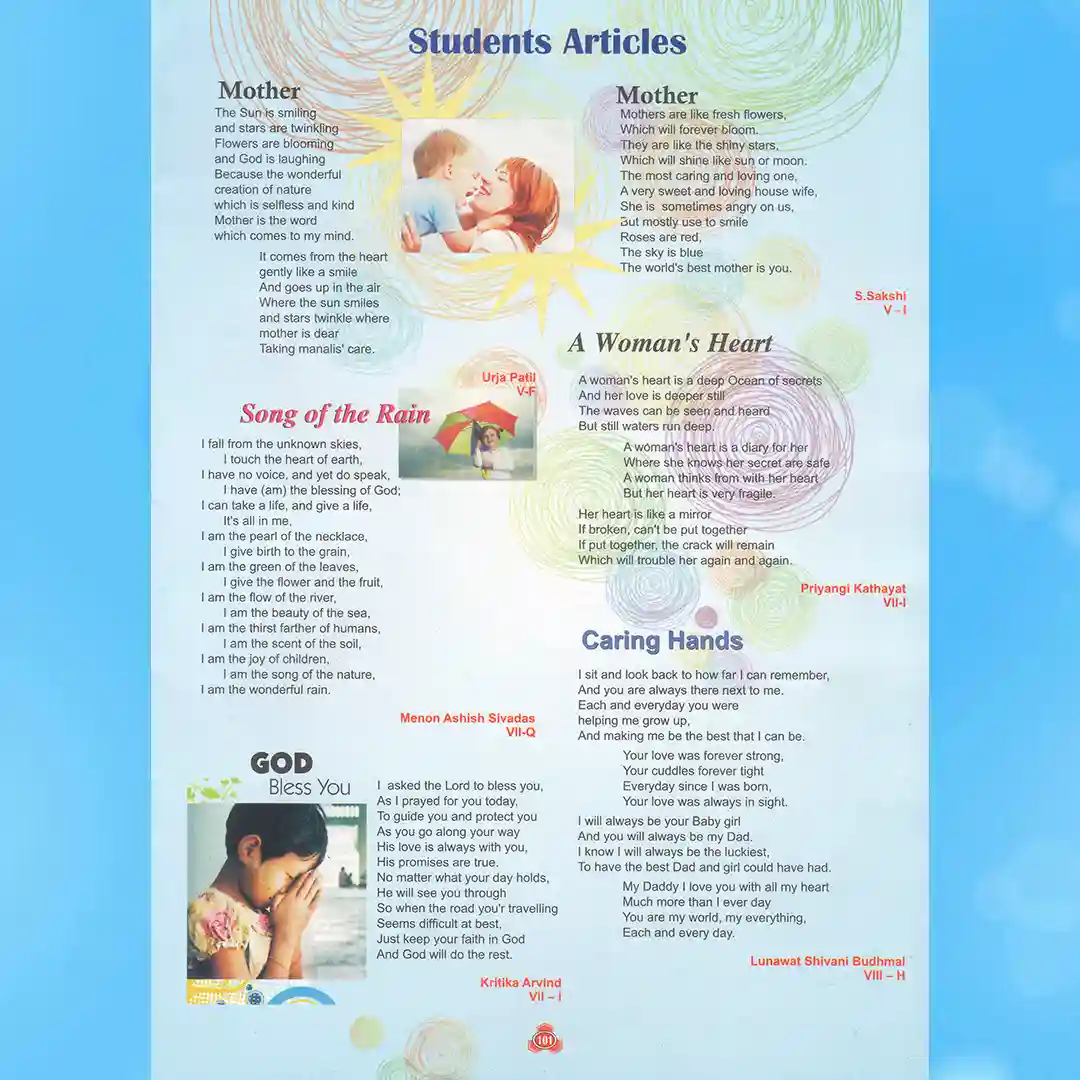 Students Articles
Mother
The Sun is smiling
and stars are twinkling
Flowers are blooming
and God is laughing
Because the wonderful
creation of nature
which is selfless and kind
Mother is the word
which comes to my mind.
It comes from the heart
gently like a smile
And goes up in the air
Where the sun smiles
and stars twinkle where
mother is dear
Taking manalis' care.
Urja Patil
V-F
Song of the Rain
I fall from the unknown skies,
I touch the heart of earth,
I have no voice, and yet do speak,
I have (am) the blessing of God;
I can take a life, and give a life,
It's all in me,
I am the pearl of the necklace,
I give birth to the grain,
I am the green of the leaves,
I give the flower and the fruit,
I am the flow of the river,
I am the beauty of the sea,
I am the thirst farther of humans,
I am the scent of the soil,
I am the joy of children,
I am the song of the nature,
I am the wonderful rain.
Menon Ashish Sivadas
VII-Q
GOD
Bless You
I asked the Lord to bless you,
As I prayed for you today,
To guide you and protect you
As you go along your way
His love is always with you,
His promises are true.
No matter what your day holds,
He will see you through
So when the road you'r travelling
Seems difficult at best,
Just keep your faith in God
And God will do the rest.
Kritika Arvind
VII – I
Mother
Mothers are like fresh flowers,
Which will forever bloom.
They are like the shiny stars,
Which will shine like sun or moon.
The most caring and loving one,
A very sweet and loving house wife,
She is sometimes angry on us,
But mostly use to smile
Roses are red,
The sky is blue
The world's best mother is you.
S.Sakshi
V – I
A Woman's Heart
A woman's heart is a deep Ocean of secrets
And her love is deeper still
The waves can be seen and heard
But still waters run deep.
A woman's heart is a diary for her
Where she knows her secret are safe
A woman thinks from with her heart
But her heart is very fragile.
Her heart is like a mirror
If broken, can't be put together
If put together, the crack will remain
Which will trouble her again and again.
Priyangi Kathayat
VII-I
Caring Hands
I sit and look back to how far I can remember,
And you are always there next to me.
Each and everyday you were
helping me grow up,
And making me be the best that I can be.
Your love was forever strong,
Your cuddles forever tight
Everyday since I was born,
Your love was always in sight.
I will always be your Baby girl
And you will always be my Dad.
I know I will always be the luckiest,
To have the best Dad and girl could have had.
My Daddy I love you with all my heart
Much more than I ever day
You are my world, my everything,
Each and every day.
Lunawat Shivani Budhmal
VIII – H
101